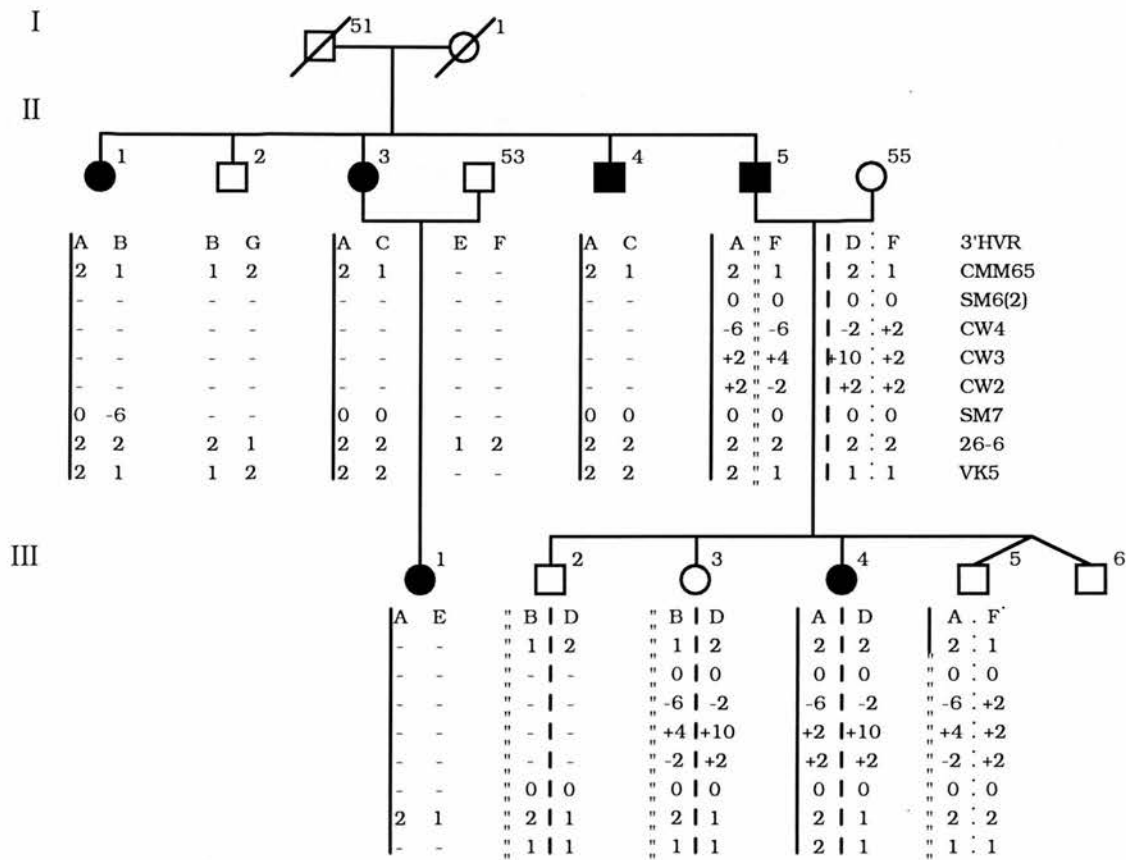 I
51 1
II
1 2 3 53 4 5 55
A B B G A C E F A C A F D F 3'HVR
2 1 1 2 2 1 - - 2 1 2 1 2 1 CMM65
- - - - - - - - - - 0 0 0 0 SM6(2)
- - - - - - - - - - -6 -6 -2 +2 CW4
- - - - - - - - - - +2 +4 +10 +2 CW3
- - - - - - - - - - +2 -2 +2 +2 CW2
0 -6 - - 0 0 - - 0 0 0 0 0 0 SM7
2 2 2 1 2 2 1 2 2 2 2 2 2 2 26-6
2 1 1 2 2 2 - - 2 2 2 1 1 1 VK5
III
1 2 3 4 5 6
A E B D B D A D A F
- - 1 2 1 2 2 2 2 1
- - - - 0 0 0 0 0 0
- - - - -6 -2 -6 -2 -6 +2
- - - - +4 +10 +2 +10 +4 +2
- - - - -2 +2 +2 +2 -2 +2
- - 0 0 0 0 0 0 0 0
2 1 2 1 2 1 2 1 2 2
- - 1 1 1 1 2 1 1 1